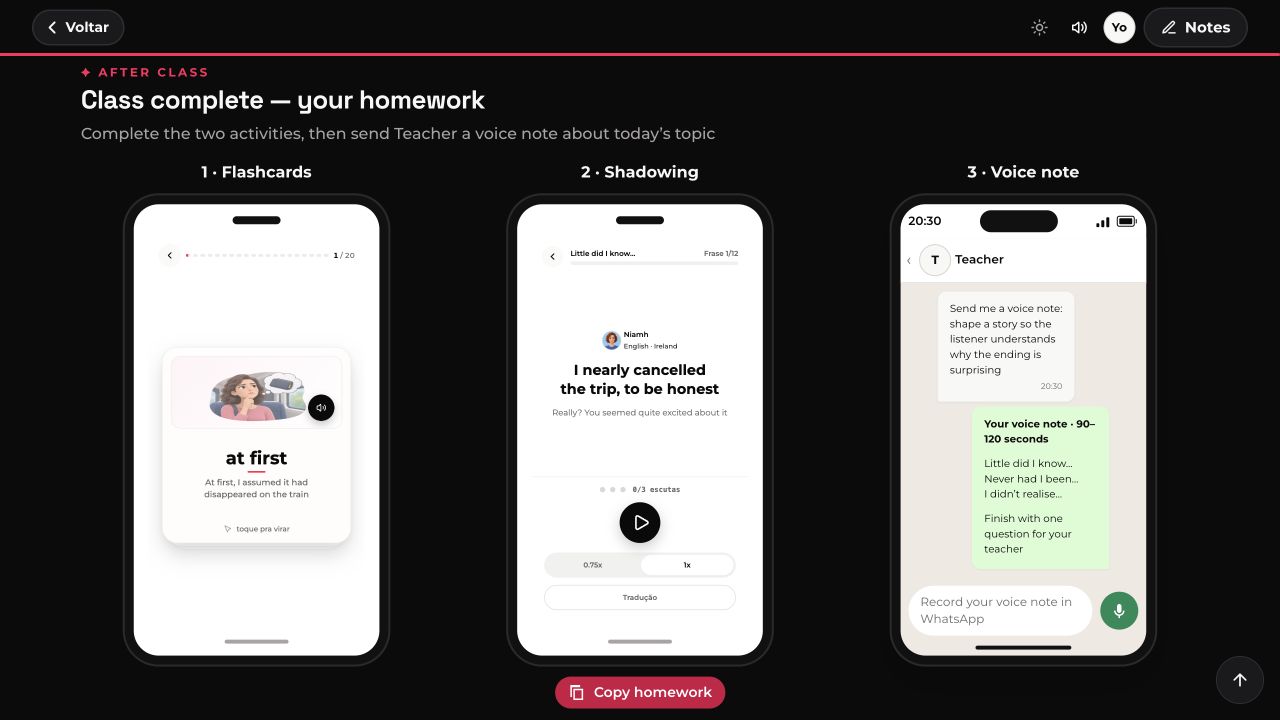 Voltar
Yo
Notes
AFTER CLASS
Class complete — your homework
Complete the two activities, then send Teacher a voice note about today's topic
1 · Flashcards
1 / 20
at first
At first, I assumed it had
disappeared on the train
toque pra virar
2 · Shadowing
Little did I know...
Frase 1/12
Niamh
English · Ireland
I nearly cancelled
the trip, to be honest
Really? You seemed quite excited about it
0/3 escutas
0.75x
1x
Tradução
3 · Voice note
20:30
T
Teacher
Send me a voice note:
shape a story so the
listener understands
why the ending is
surprising
20:30
Your voice note · 90–
120 seconds
Little did I know...
Never had I been...
I didn't realise...
Finish with one
question for your
teacher
Record your voice note in
WhatsApp
Copy homework